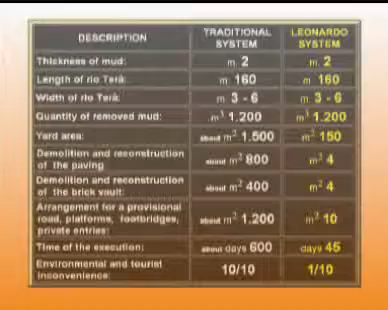 DESCRIPTION TRADITIONAL SYSTEM LEONARDO SYSTEM
Thickness of mud: m. 2 m. 2
Length of rio Terà: m 160 m 160
Width of rio Terà: m 3 - 6 m 3 - 6
Quantity of removed mud: m³ 1.200 m³ 1.200
Yard area: about m² 1.500 m² 150
Demolition and reconstruction
of the paving about m² 800 m² 4
Demolition and reconstruction
of the brick vault: about m² 400 m² 4
Arrangement for a provisional
road, platforms, footbridges,
private entries: about m² 1.200 m² 10
Time of the execution: about days 600 days 45
Environmental and tourist
inconvenience: 10/10 1/10